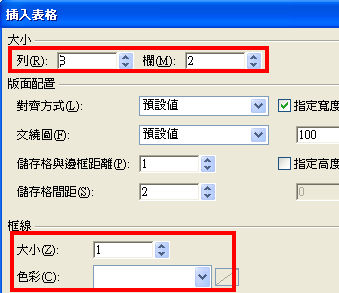 插入表格
大小
列(R): 3 欄(M): 2
版面配置
對齊方式(L): 預設值 指定寬度
交繞圖(F): 預設值 100
儲存格與邊框距離(P): 1 指定高度
儲存格間距(S): 2 0
框線
大小(Z): 1
色彩(C):